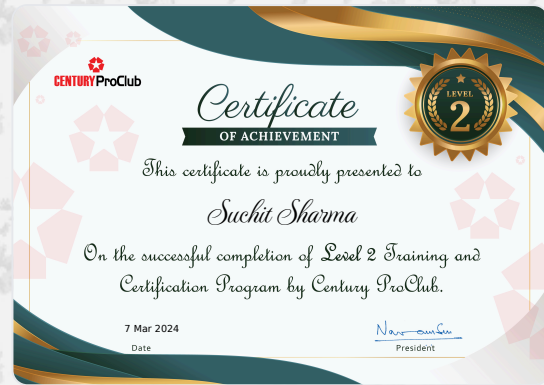 CENTURY ProClub
LEVEL
2
Certificate
OF ACHIEVEMENT
This certificate is proudly presented to
Suchit Sharma
On the successful completion of Level 2 Training and
Certification Program by Century ProClub.
7 Mar 2024
Date
President